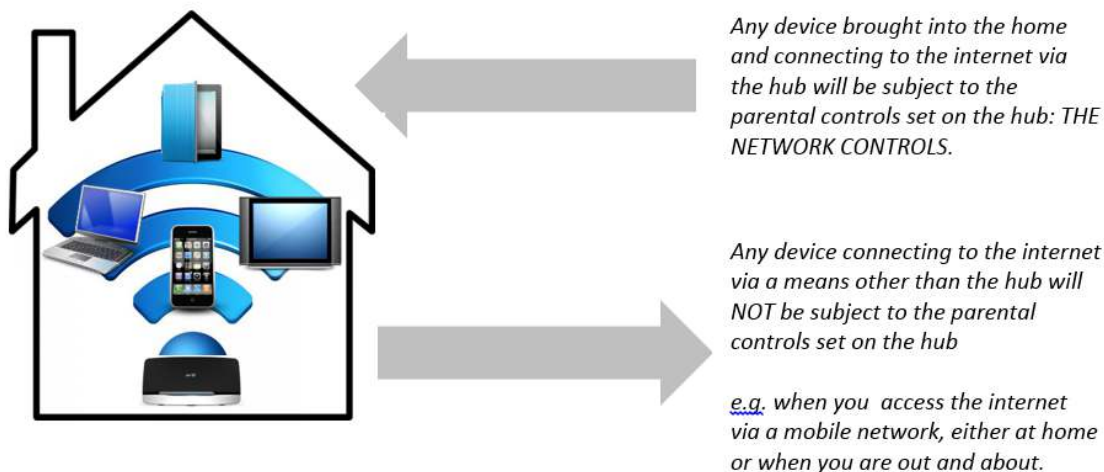 Any device brought into the home
and connecting to the internet via
the hub will be subject to the
parental controls set on the hub: THE
NETWORK CONTROLS.
Any device connecting to the internet
via a means other than the hub will
NOT be subject to the parental
controls set on the hub
e.g. when you  access the internet
via a mobile network, either at home
or when you are out and about.